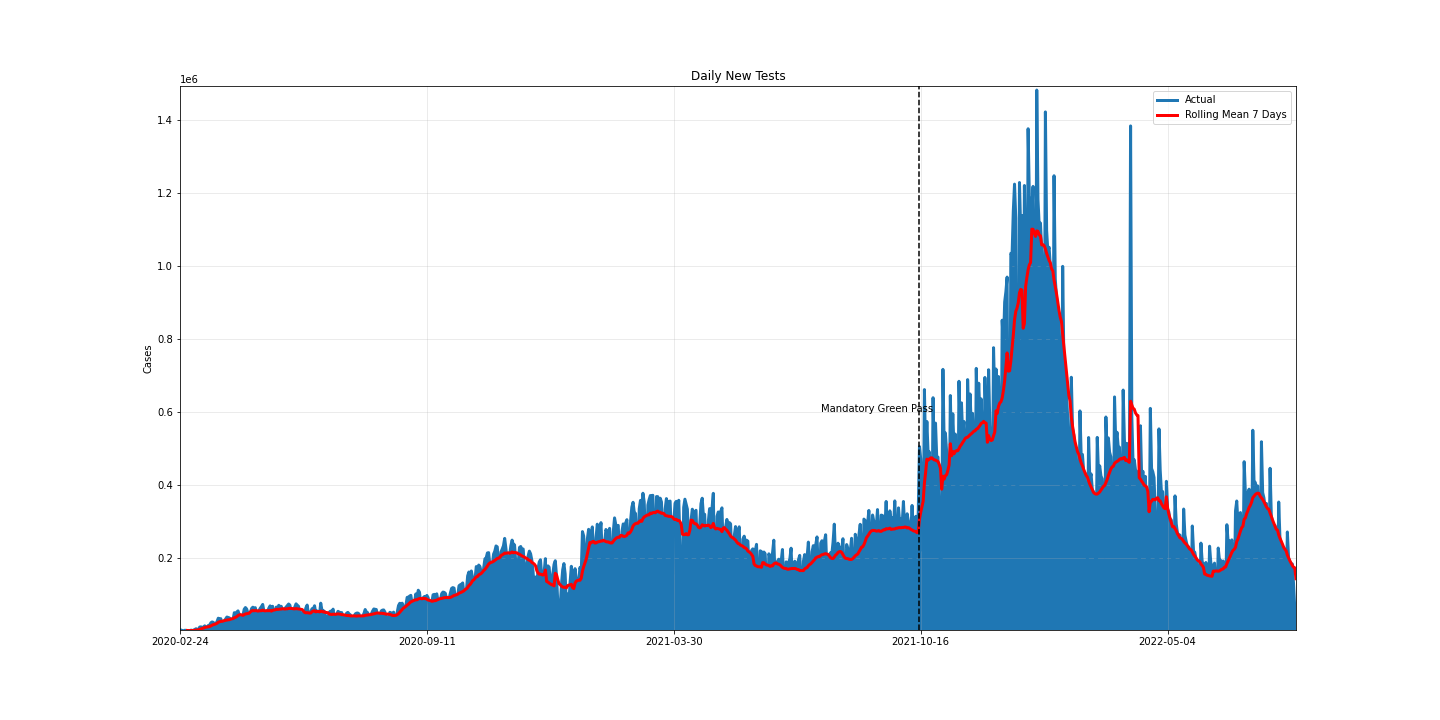 Daily New Tests
1e6
Actual
Rolling Mean 7 Days
1.4
1.2
1.0
0.8
0.6
0.4
0.2
Cases
Mandatory Green Pass
2020-02-24
2020-09-11
2021-03-30
2021-10-16
2022-05-04